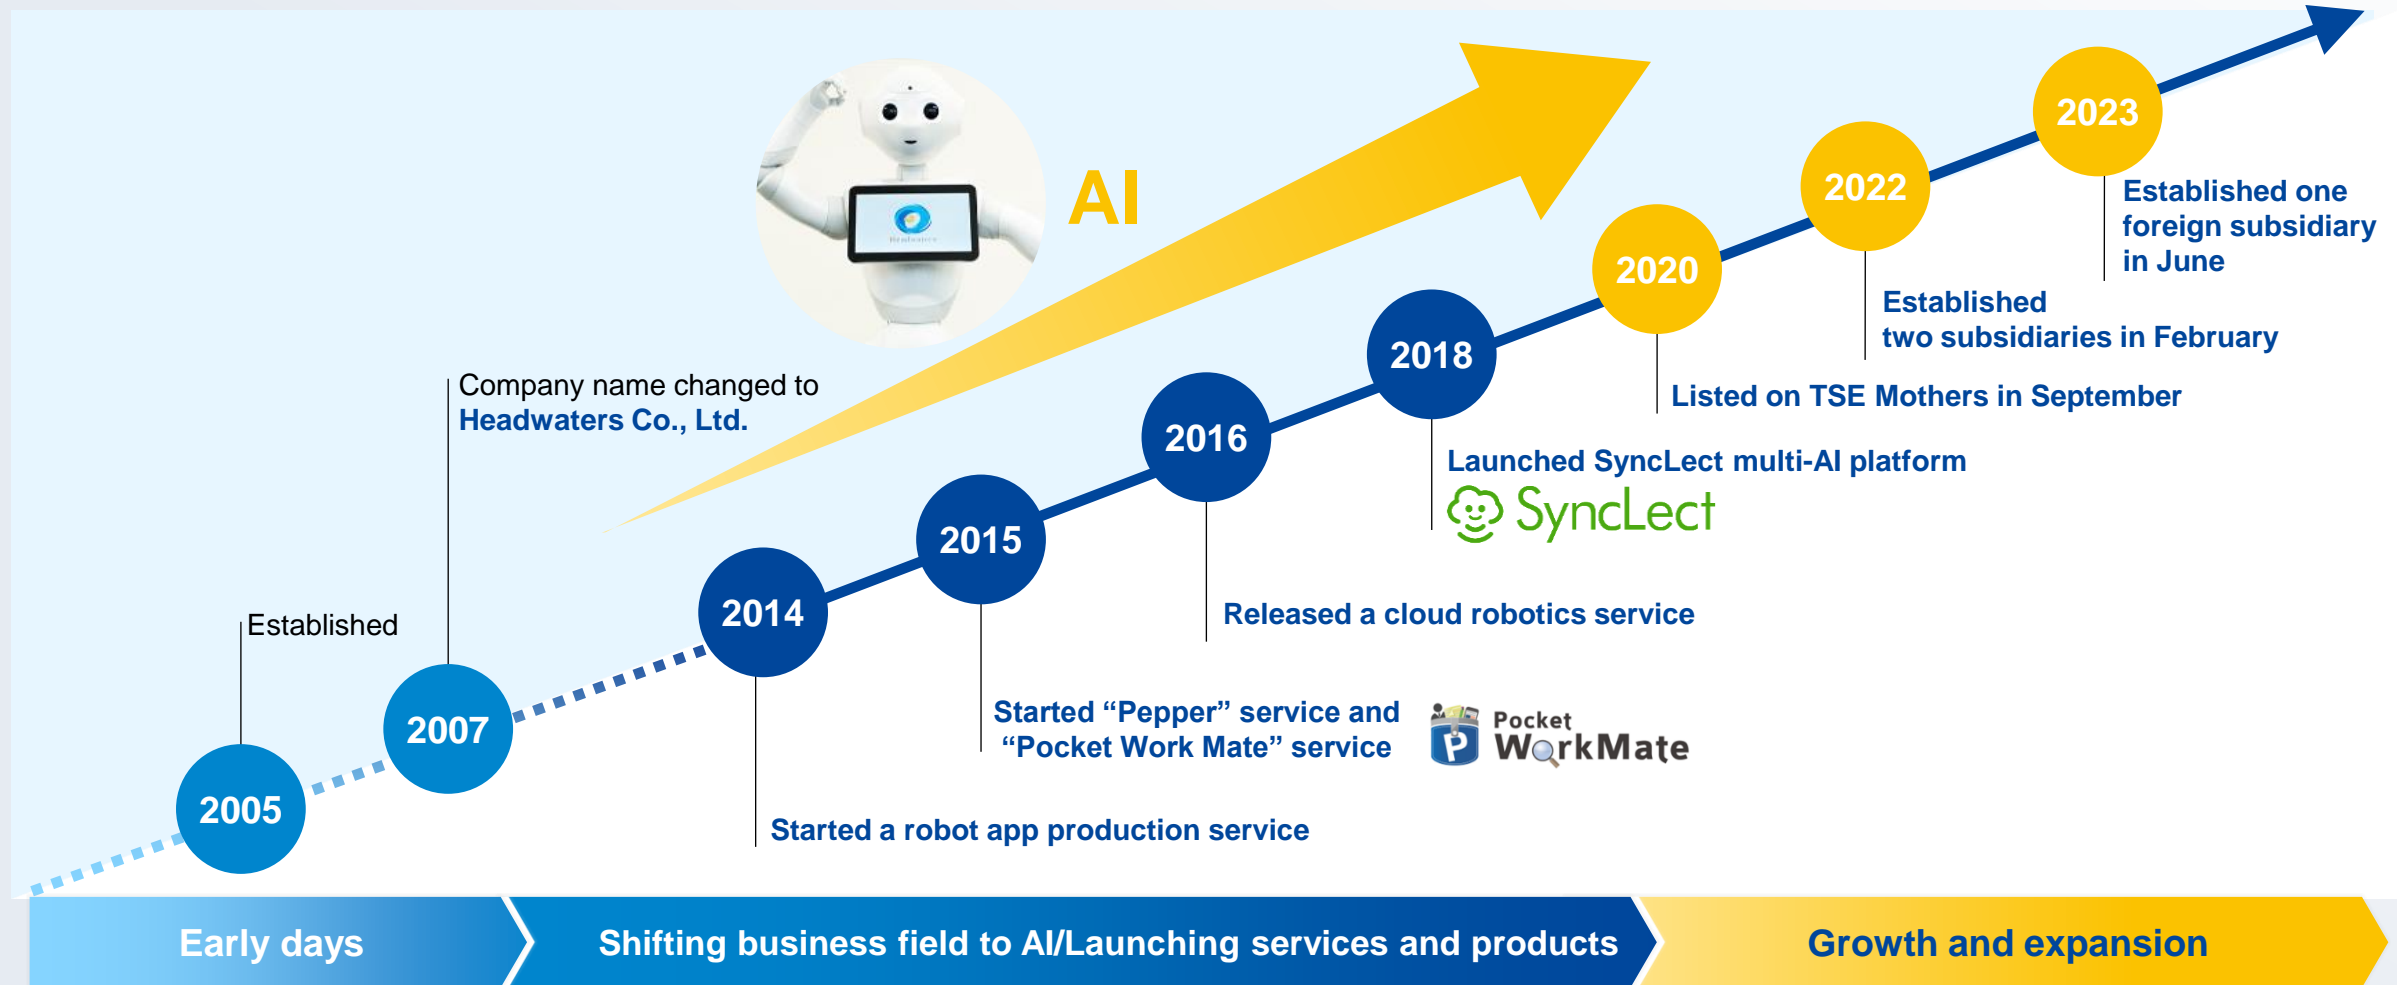 AI
2023
Established one
foreign subsidiary
in June
2022
Established
two subsidiaries in February
2020
Listed on TSE Mothers in September
2018
Launched SyncLect multi-AI platform
SyncLect
2016
Released a cloud robotics service
2015
Started “Pepper” service and
“Pocket Work Mate” service
Pocket
WorkMate
2014
Started a robot app production service
Company name changed to
Headwaters Co., Ltd.
2007
Established
2005
Early days
Shifting business field to AI/Launching services and products
Growth and expansion